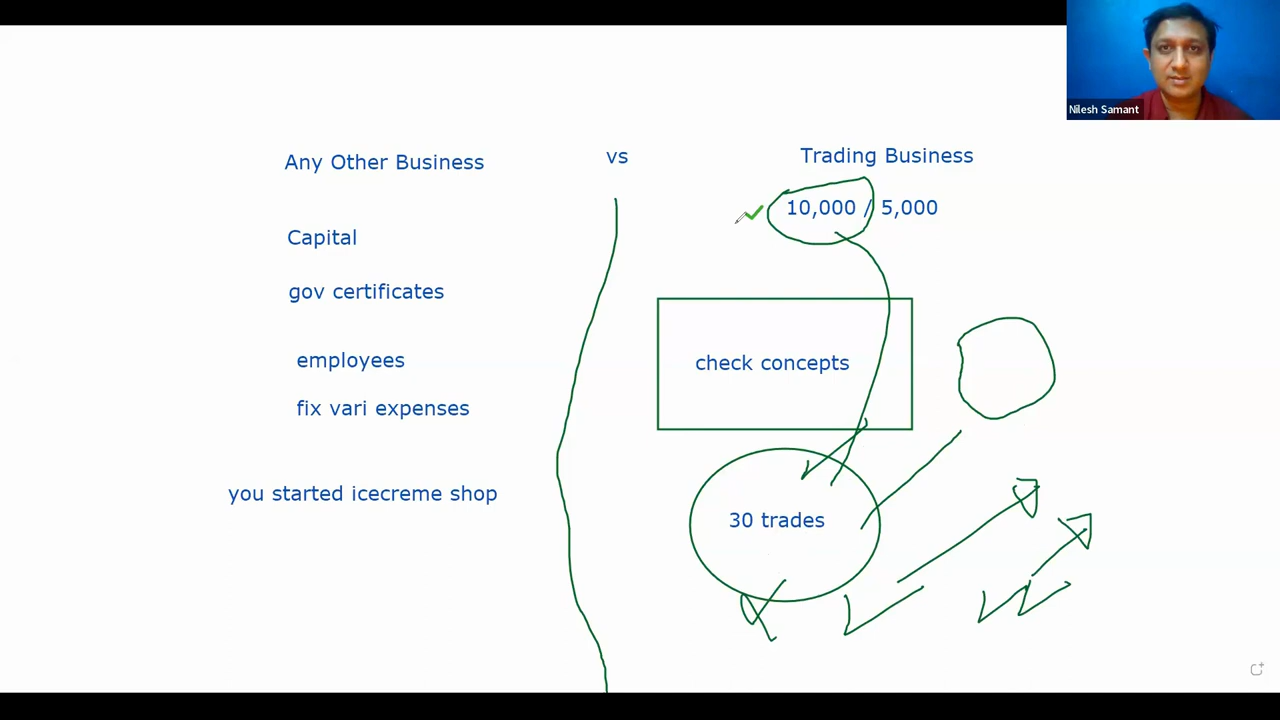 Nilesh Samant
Any Other Business
vs
Trading Business
10,000 / 5,000
Capital
gov certificates
employees
check concepts
fix vari expenses
you started icecreme shop
30 trades